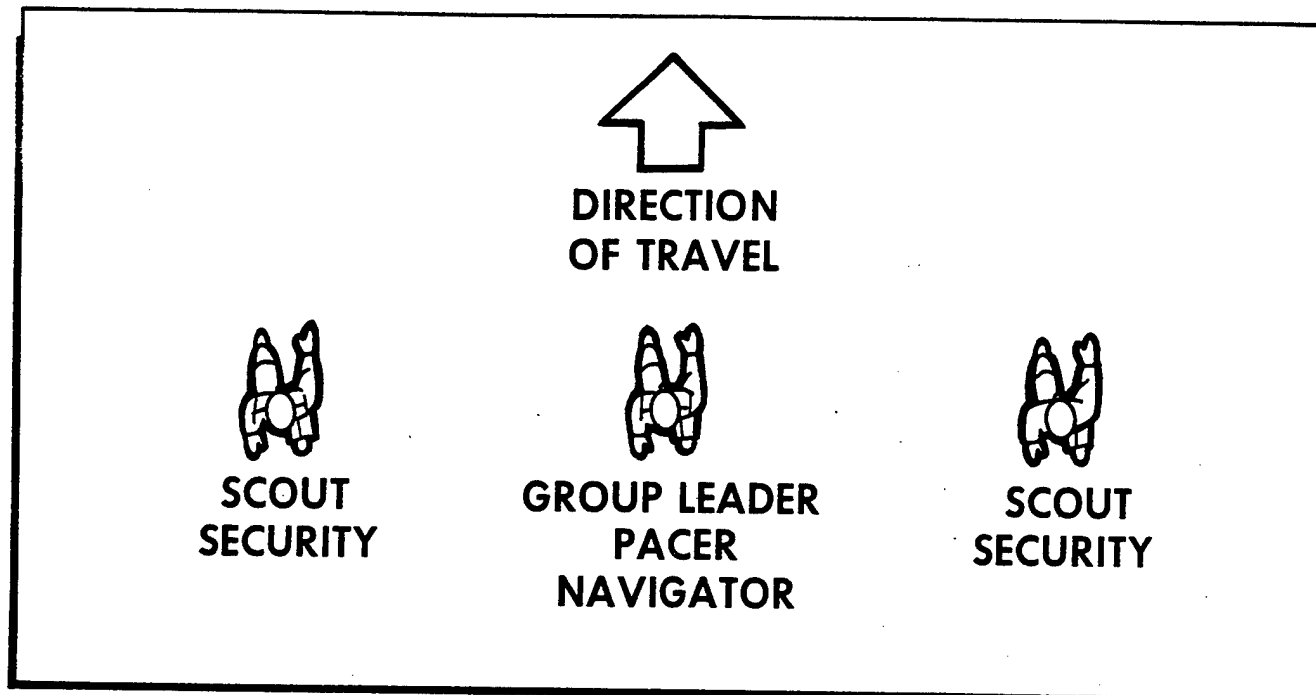 DIRECTION
OF TRAVEL
SCOUT
SECURITY
GROUP LEADER
PACER
NAVIGATOR
SCOUT
SECURITY